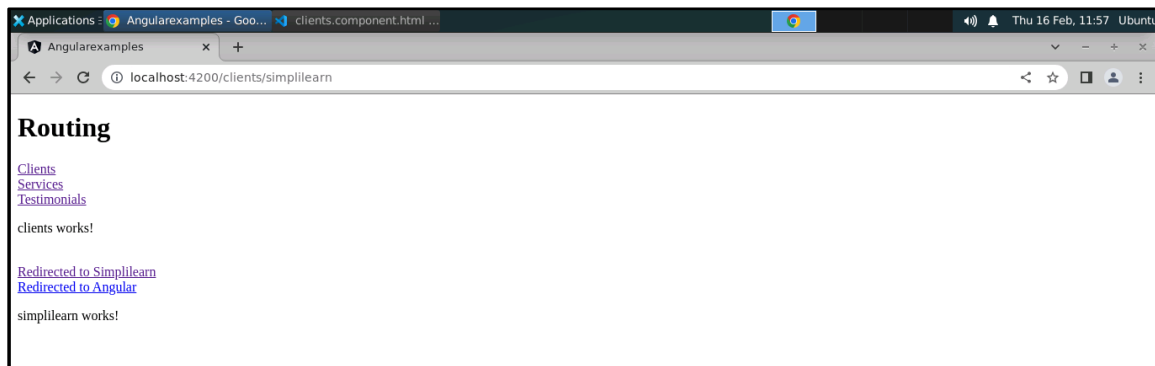 Applications Angularexamples - Goo... clients.component.html ... Thu 16 Feb, 11:57 Ubuntu
Angularexamples
localhost:4200/clients/simplilearn
Routing
Clients
Services
Testimonials
clients works!
Redirected to Simplilearn
Redirected to Angular
simplilearn works!